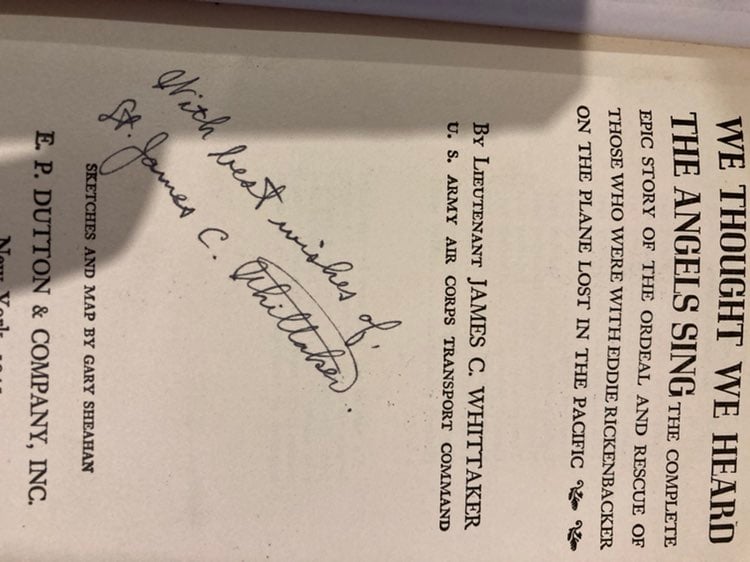 WE THOUGHT WE HEARD
THE ANGELS SING THE COMPLETE
EPIC STORY OF THE ORDEAL AND RESCUE OF
THOSE WHO WERE WITH EDDIE RICKENBACKER
ON THE PLANE LOST IN THE PACIFIC
BY LIEUTENANT JAMES C. WHITTAKER
U. S. ARMY AIR CORPS TRANSPORT COMMAND
With best wishes of,
Lt. James C. Whittaker.
SKETCHES AND MAP BY GARY SHEAHAN
E. P. DUTTON & COMPANY, INC.
New York